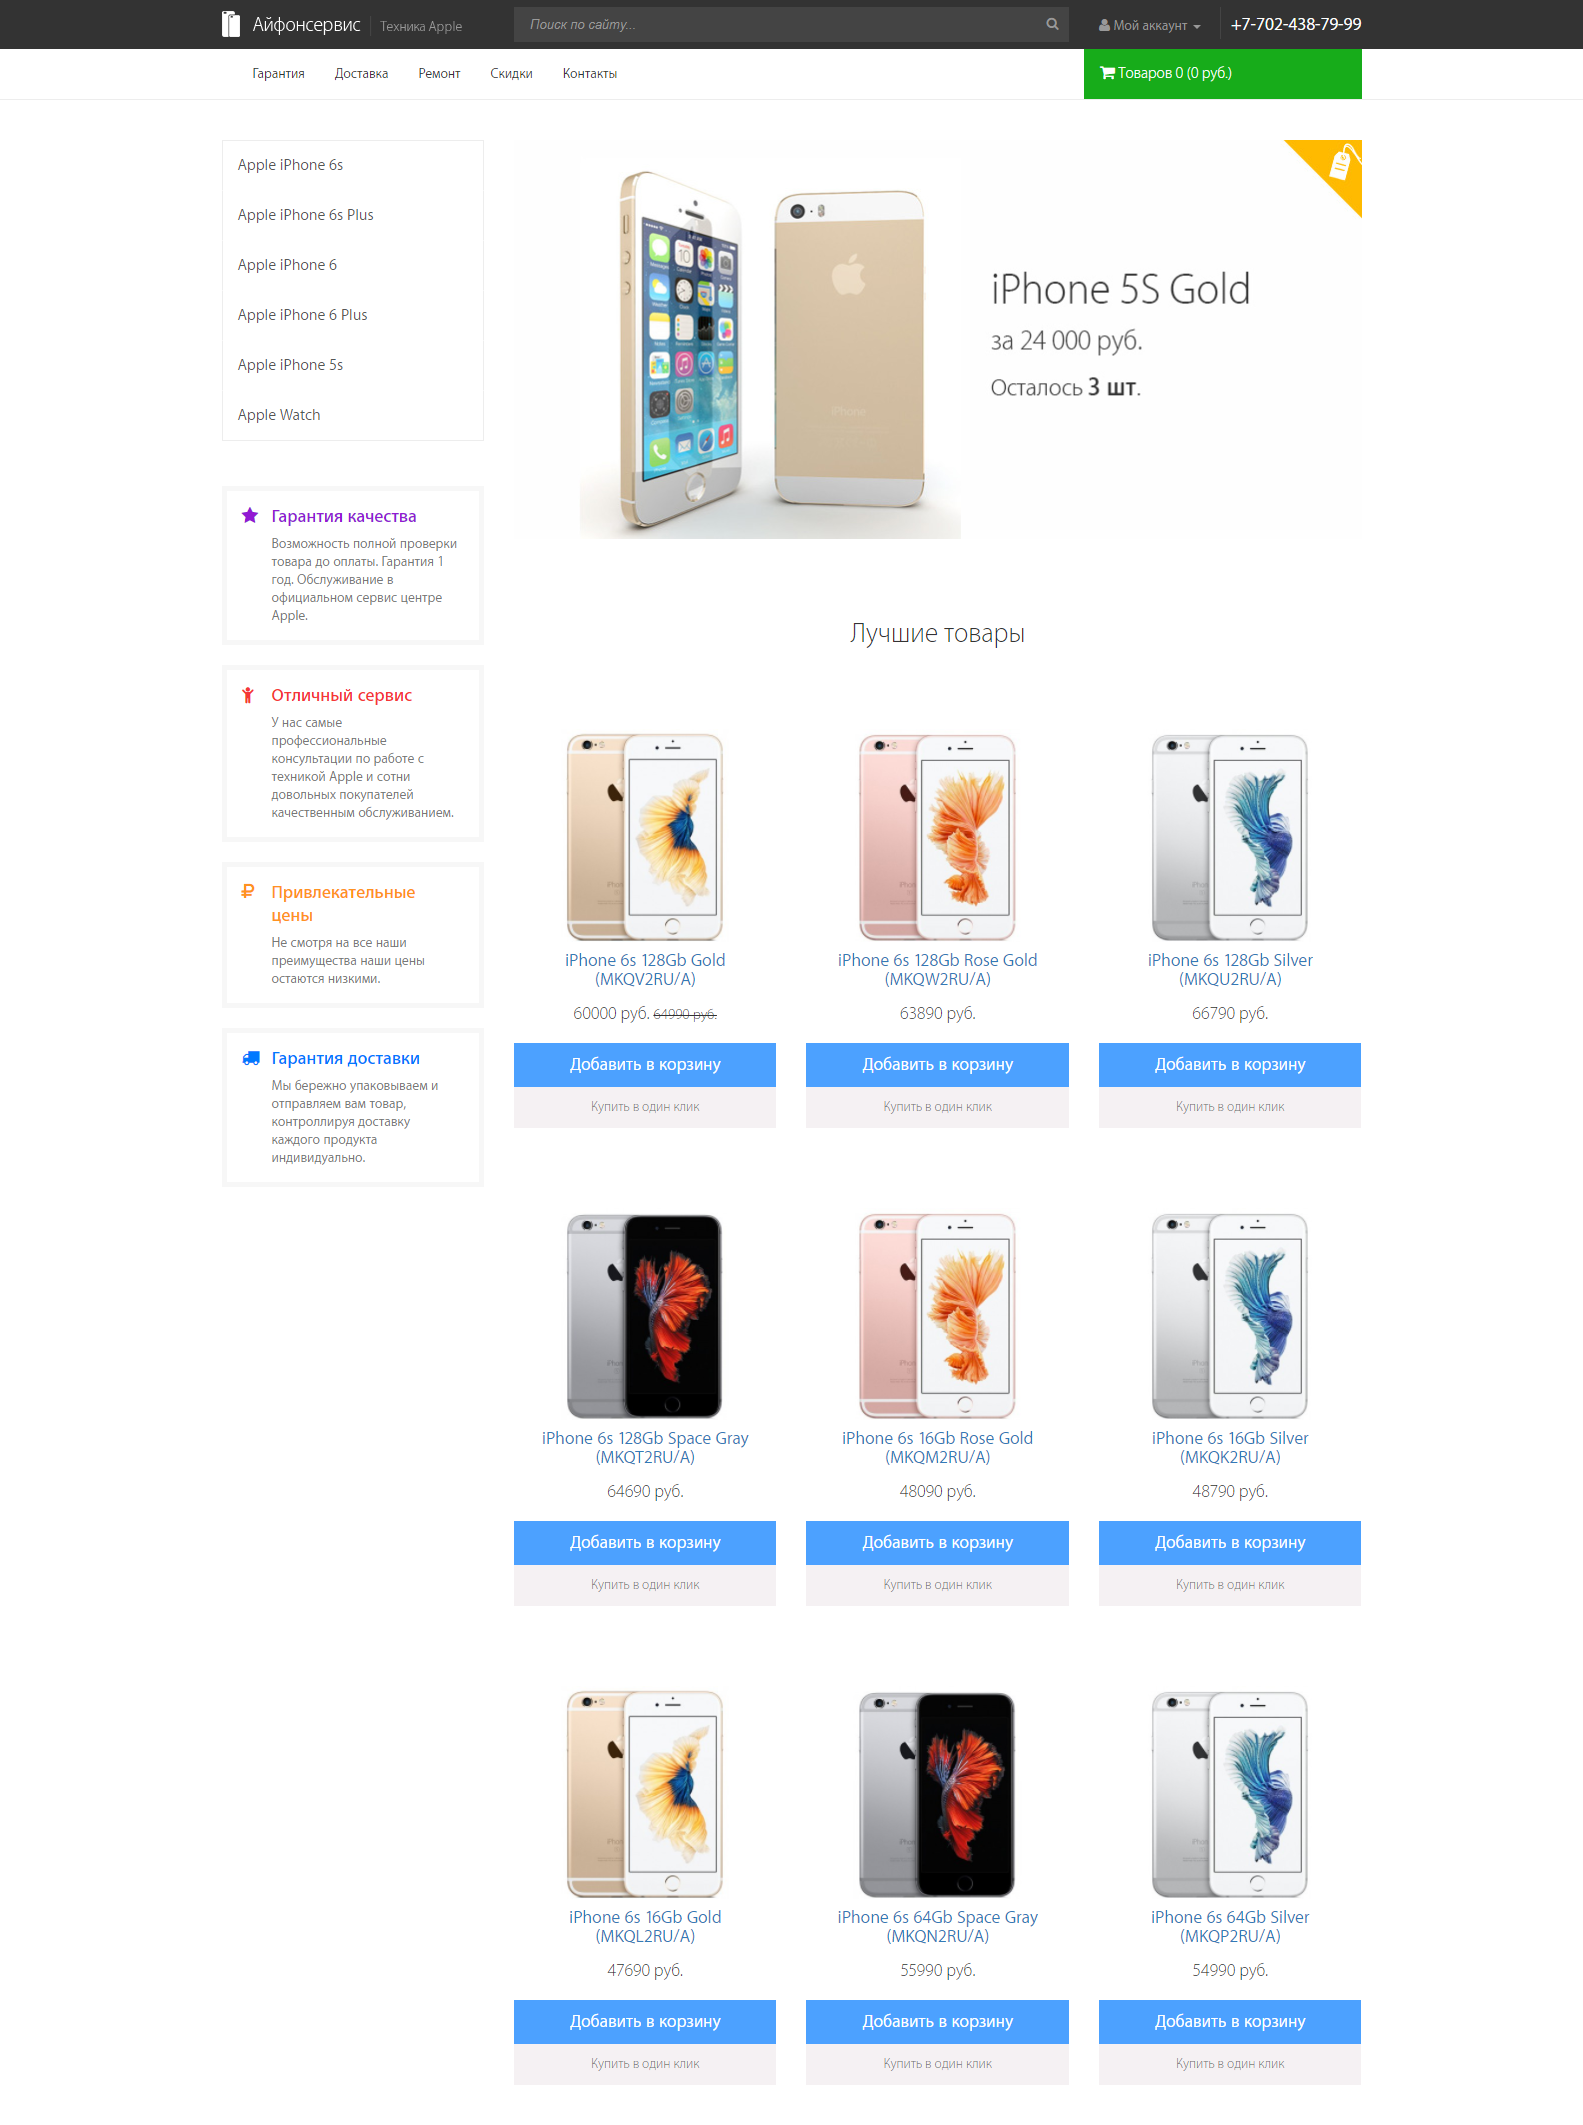 Айфонсервис
Техника Apple
Поиск по сайту...
Мой аккаунт
+7-702-438-79-99
Гарантия
Доставка
Ремонт
Скидки
Контакты
Товаров 0 (0 руб.)
Apple iPhone 6s
Apple iPhone 6s Plus
Apple iPhone 6
Apple iPhone 6 Plus
Apple iPhone 5s
Apple Watch
iPhone
iPhone 5S Gold
за 24 000 руб.
Осталось 3 шт.
Гарантия качества
Возможность полной проверки
товара до оплаты. Гарантия 1
год. Обслуживание в
официальном сервис центре
Apple.
Отличный сервис
У нас самые
профессиональные
консультации по работе с
техникой Apple и сотни
довольных покупателей
качественным обслуживанием.
Привлекательные
цены
Не смотря на все наши
преимущества наши цены
остаются низкими.
Гарантия доставки
Мы бережно упаковываем и
отправляем вам товар,
контроллируя доставку
каждого продукта
индивидуально.
Лучшие товары
iPhone 6s 128Gb Gold
(MKQV2RU/A)
60000 руб. 64990 руб.
Добавить в корзину
Купить в один клик
iPhone 6s 128Gb Rose Gold
(MKQW2RU/A)
63890 руб.
Добавить в корзину
Купить в один клик
iPhone 6s 128Gb Silver
(MKQU2RU/A)
66790 руб.
Добавить в корзину
Купить в один клик
iPhone 6s 128Gb Space Gray
(MKQT2RU/A)
64690 руб.
Добавить в корзину
Купить в один клик
iPhone 6s 16Gb Rose Gold
(MKQM2RU/A)
48090 руб.
Добавить в корзину
Купить в один клик
iPhone 6s 16Gb Silver
(MKQK2RU/A)
48790 руб.
Добавить в корзину
Купить в один клик
iPhone 6s 16Gb Gold
(MKQL2RU/A)
47690 руб.
Добавить в корзину
Купить в один клик
iPhone 6s 64Gb Space Gray
(MKQN2RU/A)
55990 руб.
Добавить в корзину
Купить в один клик
iPhone 6s 64Gb Silver
(MKQP2RU/A)
54990 руб.
Добавить в корзину
Купить в один клик